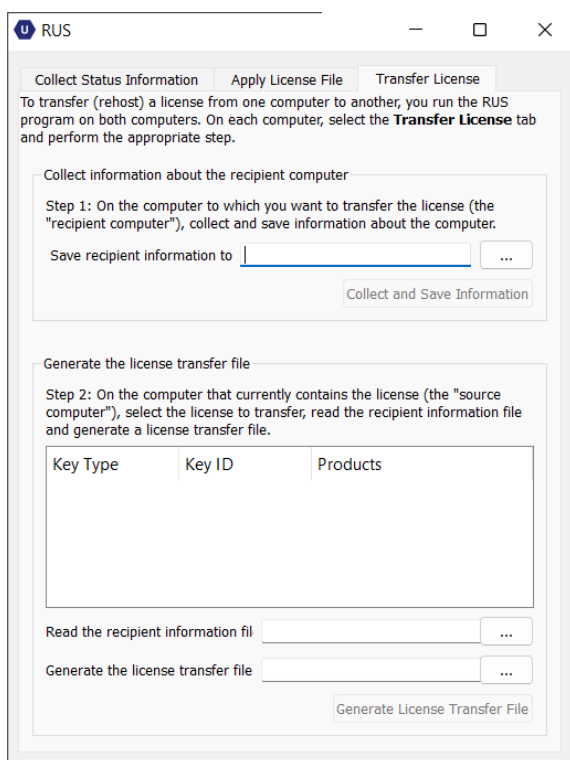 U RUS
Collect Status Information Apply License File Transfer License
To transfer (rehost) a license from one computer to another, you run the RUS
program on both computers. On each computer, select the Transfer License tab
and perform the appropriate step.
Collect information about the recipient computer
Step 1: On the computer to which you want to transfer the license (the
"recipient computer"), collect and save information about the computer.
Save recipient information to ...
Collect and Save Information
Generate the license transfer file
Step 2: On the computer that currently contains the license (the "source
computer"), select the license to transfer, read the recipient information file
and generate a license transfer file.
Key Type Key ID Products
Read the recipient information fil ...
Generate the license transfer file ...
Generate License Transfer File